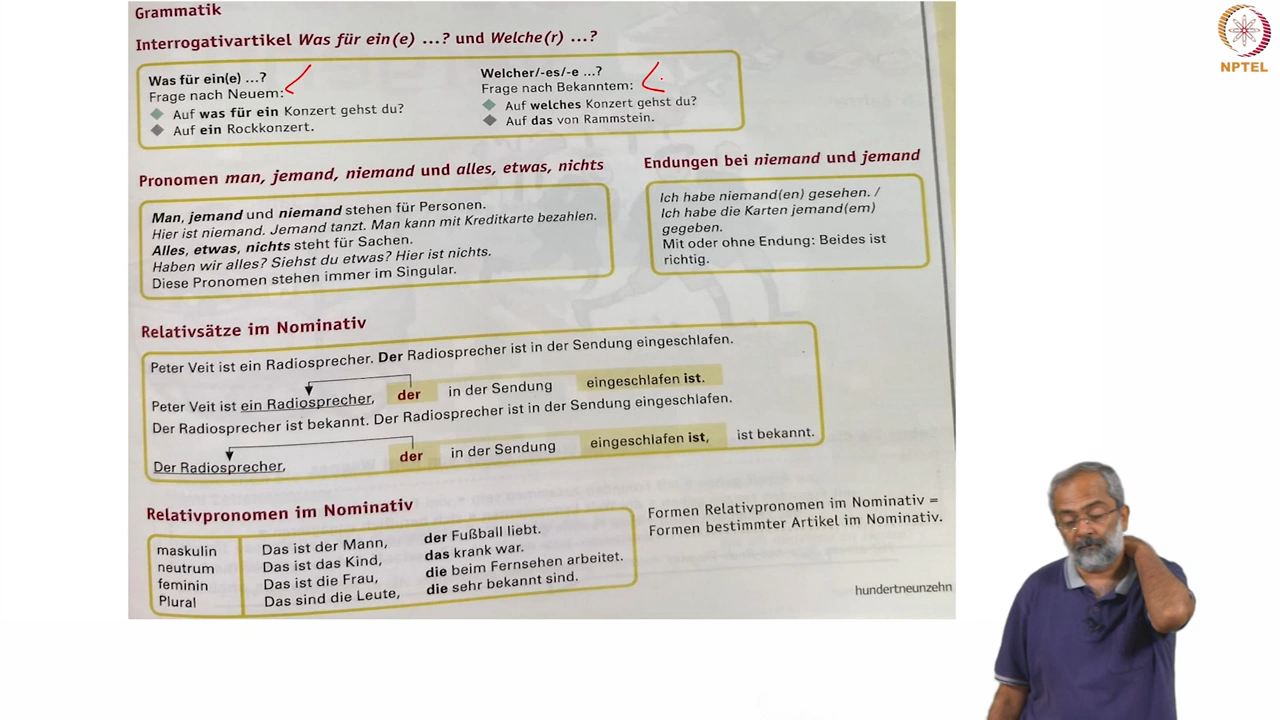 Grammatik
Interrogativartikel Was für ein(e) ...? und Welche(r) ...?
Was für ein(e) ...?
Frage nach Neuem:
Auf was für ein Konzert gehst du?
Auf ein Rockkonzert.
Welcher/-es/-e ...?
Frage nach Bekanntem:
Auf welches Konzert gehst du?
Auf das von Rammstein.
Pronomen man, jemand, niemand und alles, etwas, nichts
Man, jemand und niemand stehen für Personen.
Hier ist niemand. Jemand tanzt. Man kann mit Kreditkarte bezahlen.
Alles, etwas, nichts steht für Sachen.
Haben wir alles? Siehst du etwas? Hier ist nichts.
Diese Pronomen stehen immer im Singular.
Endungen bei niemand und jemand
Ich habe niemand(en) gesehen. /
Ich habe die Karten jemand(em)
gegeben.
Mit oder ohne Endung: Beides ist
richtig.
Relativsätze im Nominativ
Peter Veit ist ein Radiosprecher. Der Radiosprecher ist in der Sendung eingeschlafen.
Peter Veit ist ein Radiosprecher, der in der Sendung eingeschlafen ist.
Der Radiosprecher ist bekannt. Der Radiosprecher ist in der Sendung eingeschlafen.
Der Radiosprecher, der in der Sendung eingeschlafen ist, ist bekannt.
Relativpronomen im Nominativ
maskulin Das ist der Mann, der Fußball liebt.
neutrum Das ist das Kind, das krank war.
feminin Das ist die Frau, die beim Fernsehen arbeitet.
Plural Das sind die Leute, die sehr bekannt sind.
Formen Relativpronomen im Nominativ =
Formen bestimmter Artikel im Nominativ.
hundertneunzehn
NPTEL